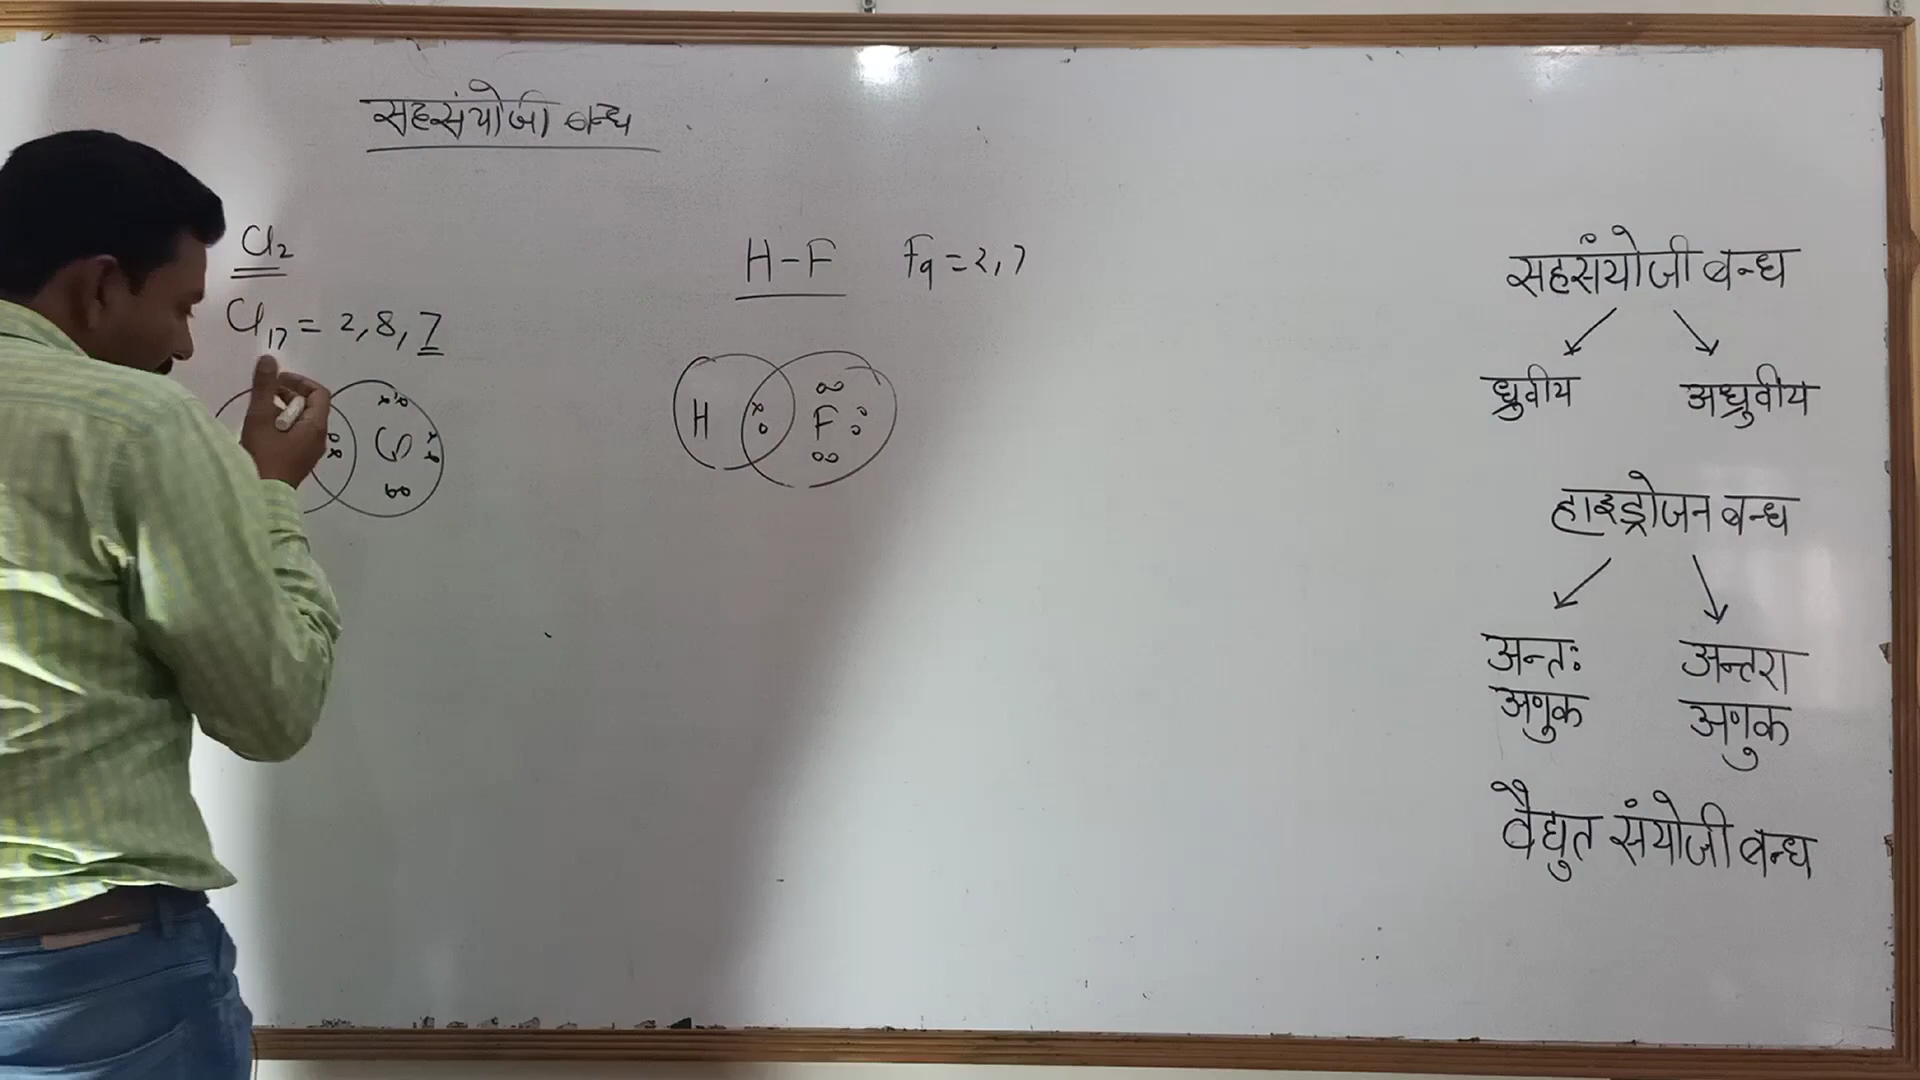 सहसंयोजी बन्ध
Cl₂
Cl₁₇ = 2, 8, 7
Cl
H-F F₉ = 2, 7
H F
सहसंयोजी बन्ध
ध्रुवीय अध्रुवीय
हाइड्रोजन बन्ध
अन्तः अन्तरा
अणुक अणुक
वैद्युत संयोजी बन्ध